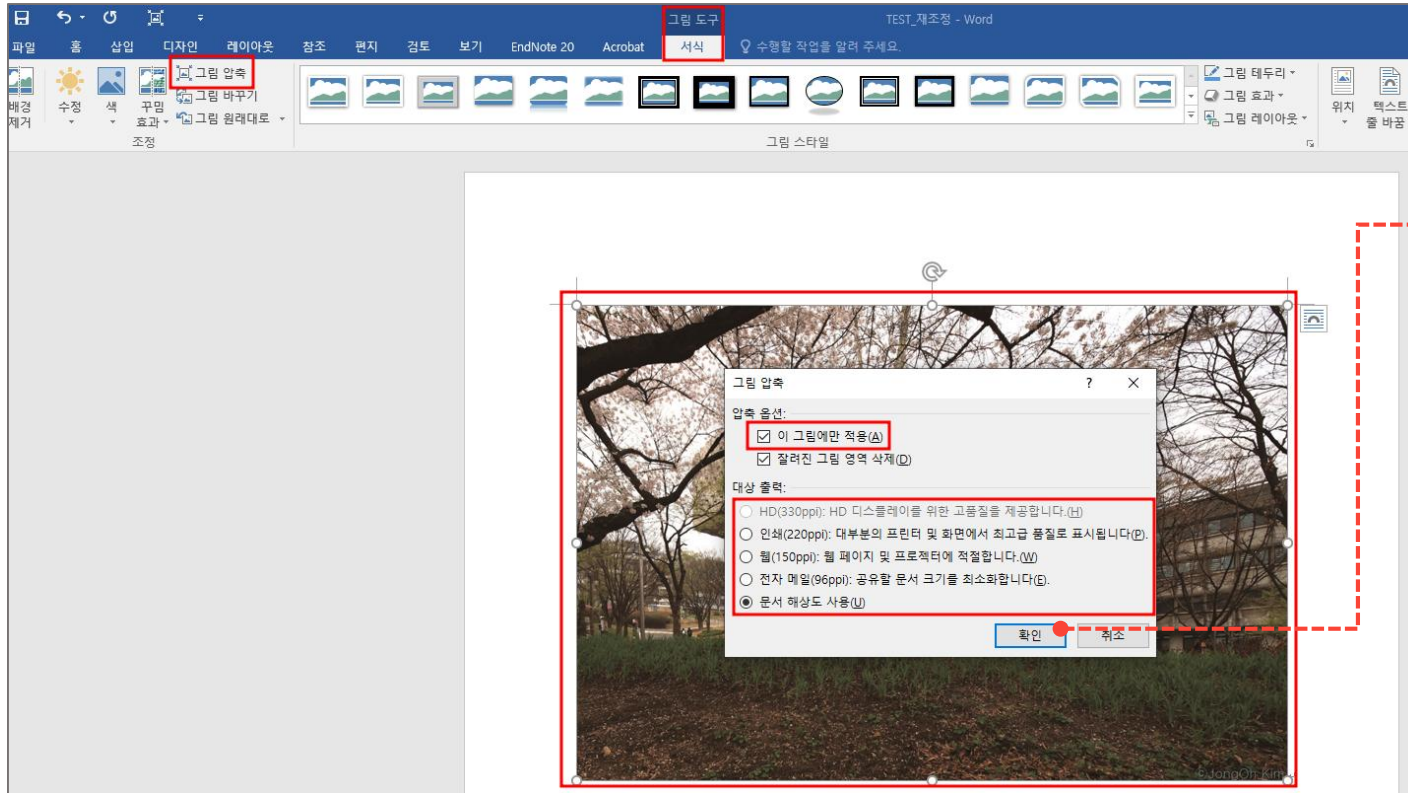 그림 도구
TEST_재조정 - Word
파일 홈 삽입 디자인 레이아웃 참조 편지 검토 보기 EndNote 20 Acrobat 서식 수행할 작업을 알려 주세요.
배경
제거
수정
색
꾸밈
효과
그림 압축
그림 바꾸기
그림 원래대로
조정
그림 스타일
그림 테두리
그림 효과
그림 레이아웃
위치
텍스트
줄 바꿈
그림 압축 ?
압축 옵션:
이 그림에만 적용(A)
잘려진 그림 영역 삭제(D)
대상 출력:
HD(330ppi): HD 디스플레이를 위한 고품질을 제공합니다.(H)
인쇄(220ppi): 대부분의 프린터 및 화면에서 최고급 품질로 표시됩니다(P).
웹(150ppi): 웹 페이지 및 프로젝터에 적절합니다.(W)
전자 메일(96ppi): 공유할 문서 크기를 최소화합니다(E).
문서 해상도 사용(U)
확인 취소
©JongOh Kim